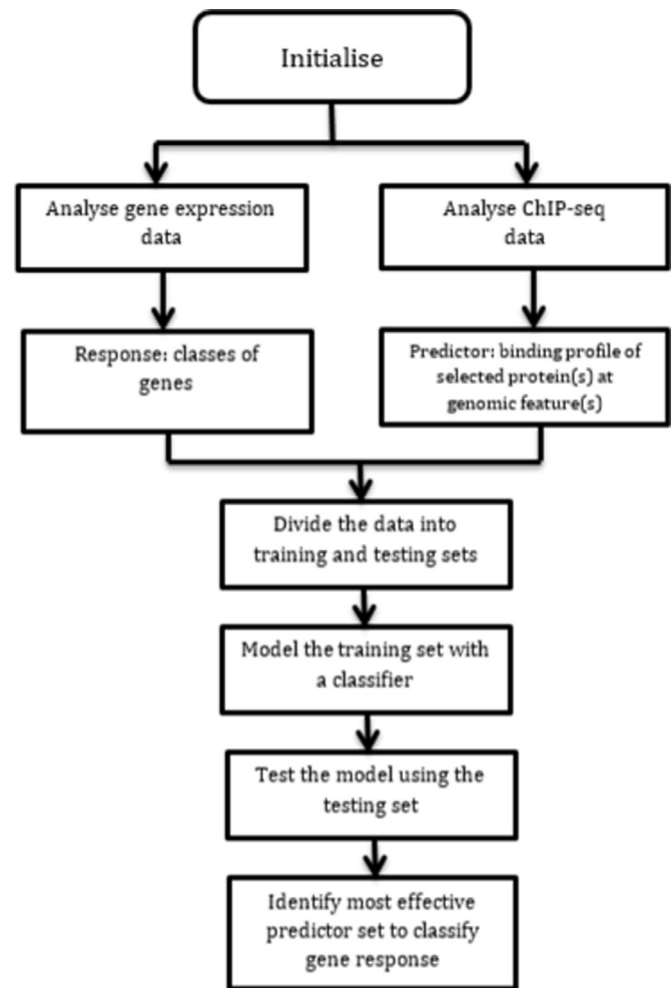 Initialise
Analyse gene expression
data
Analyse ChIP-seq
data
Response: classes of
genes
Predictor: binding profile of
selected protein(s) at
genomic feature(s)
Divide the data into
training and testing sets
Model the training set with
a classifier
Test the model using the
testing set
Identify most effective
predictor set to classify
gene response